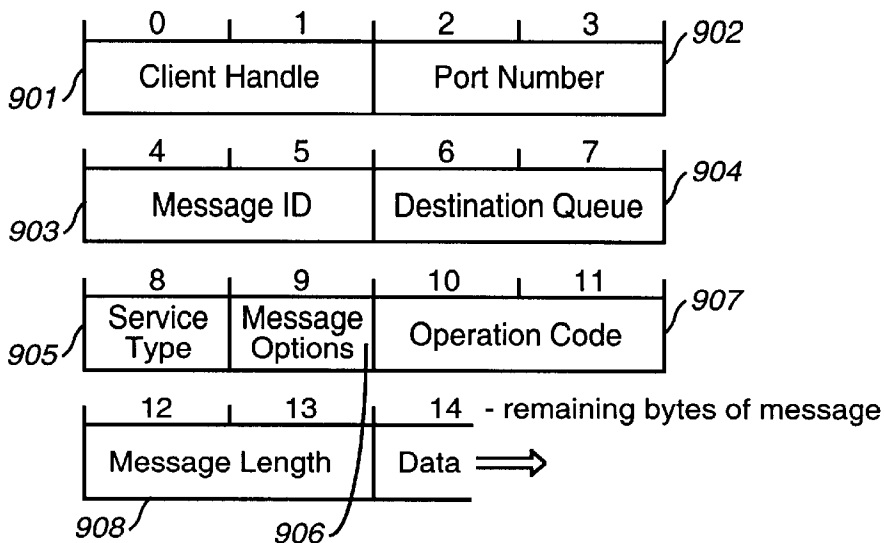 0 1 2 3
902
Client Handle Port Number
901
4 5 6 7
904
Message ID Destination Queue
903
8 9 10 11
907
Service Type Message Options Operation Code
905
12 13 14 - remaining bytes of message
Message Length Data
908 906